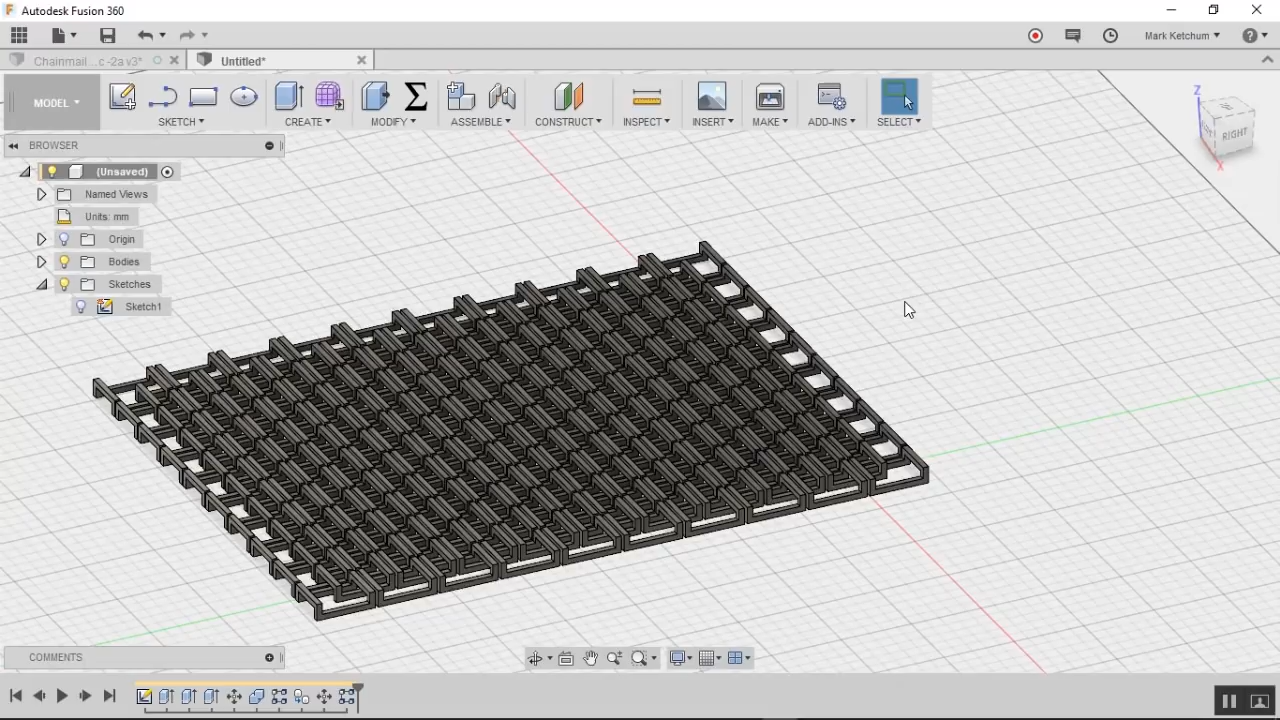 Autodesk Fusion 360
Mark Ketchum
Chainmail ...c -2a v3*
Untitled*
MODEL
SKETCH
CREATE
MODIFY
ASSEMBLE
CONSTRUCT
INSPECT
INSERT
MAKE
ADD-INS
SELECT
BROWSER
(Unsaved)
Named Views
Units: mm
Origin
Bodies
Sketches
Sketch1
Z
RIGHT
X
COMMENTS